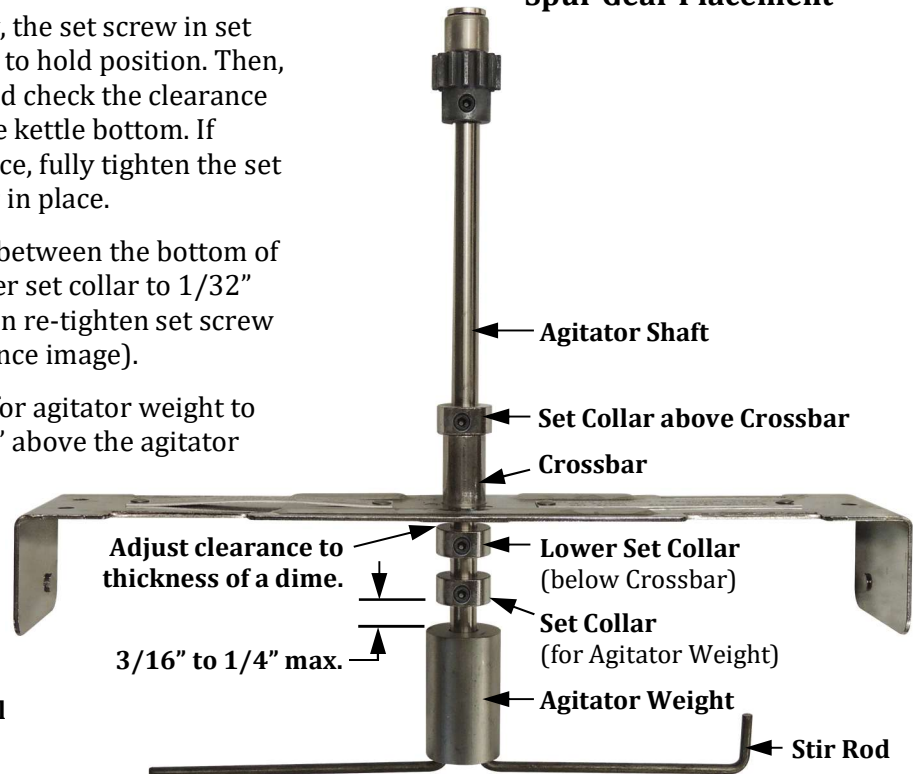 Spur Gear Placement
, the set screw in set
to hold position. Then,
d check the clearance
e kettle bottom. If
ce, fully tighten the set
in place.
between the bottom of
er set collar to 1/32”
n re-tighten set screw
nce image).
or agitator weight to
” above the agitator
Agitator Shaft
Set Collar above Crossbar
Crossbar
Adjust clearance to
thickness of a dime.
Lower Set Collar
(below Crossbar)
Set Collar
(for Agitator Weight)
3/16” to 1/4” max.
Agitator Weight
Stir Rod